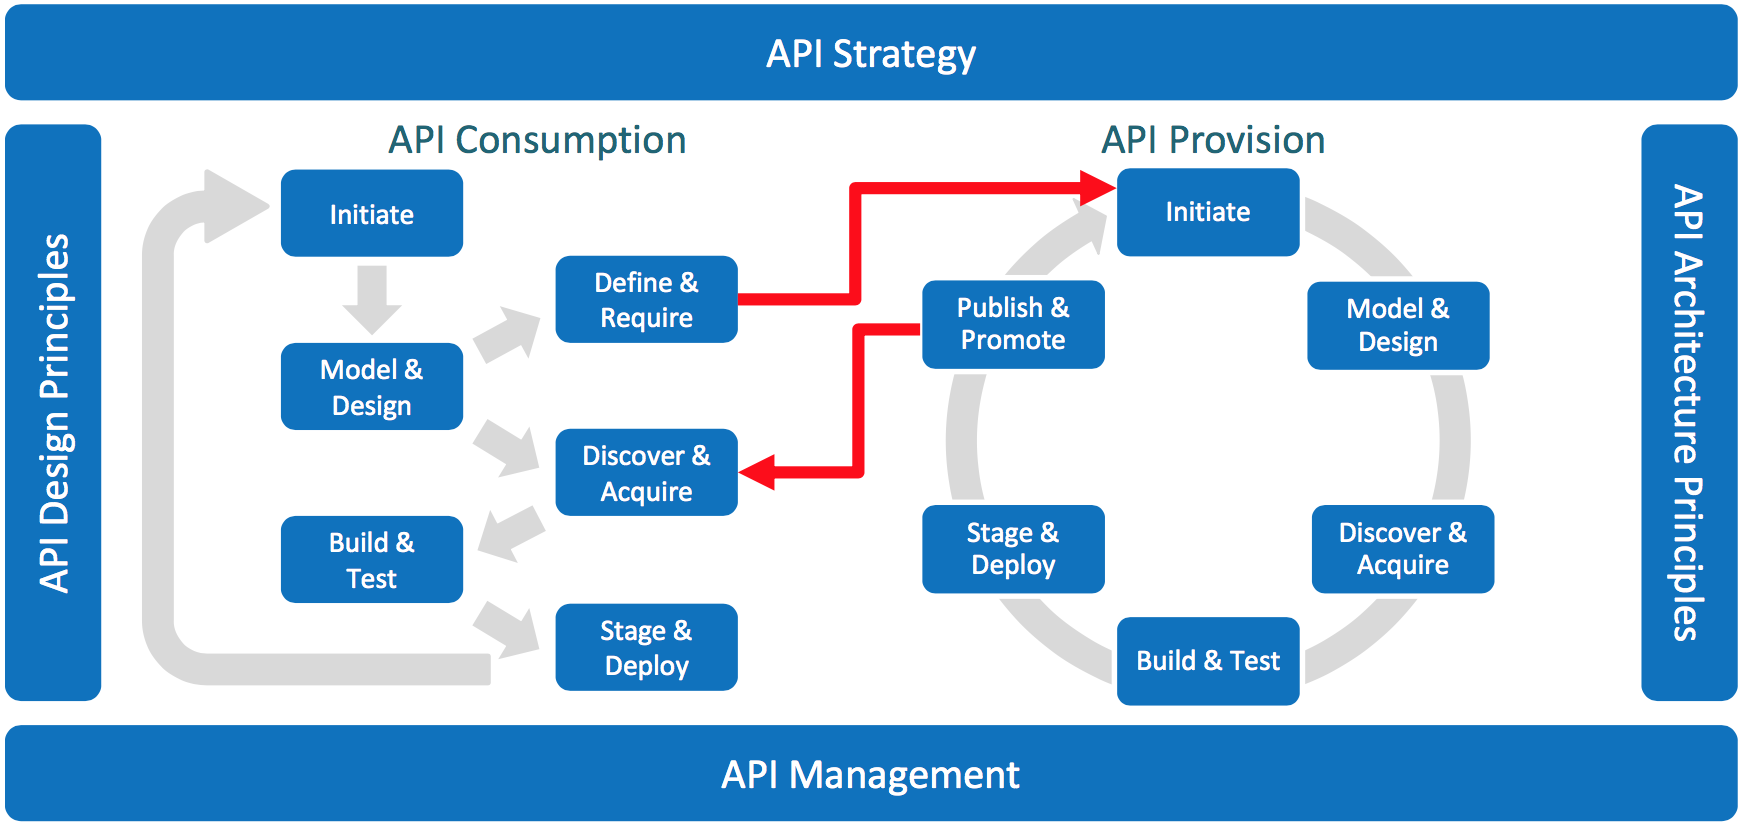 API Strategy
API Design Principles
API Consumption
Initiate
Define &
Require
Model &
Design
Discover &
Acquire
Build &
Test
Stage &
Deploy
API Provision
Initiate
Model &
Design
Discover &
Acquire
Build & Test
Stage &
Deploy
Publish &
Promote
API Architecture Principles
API Management